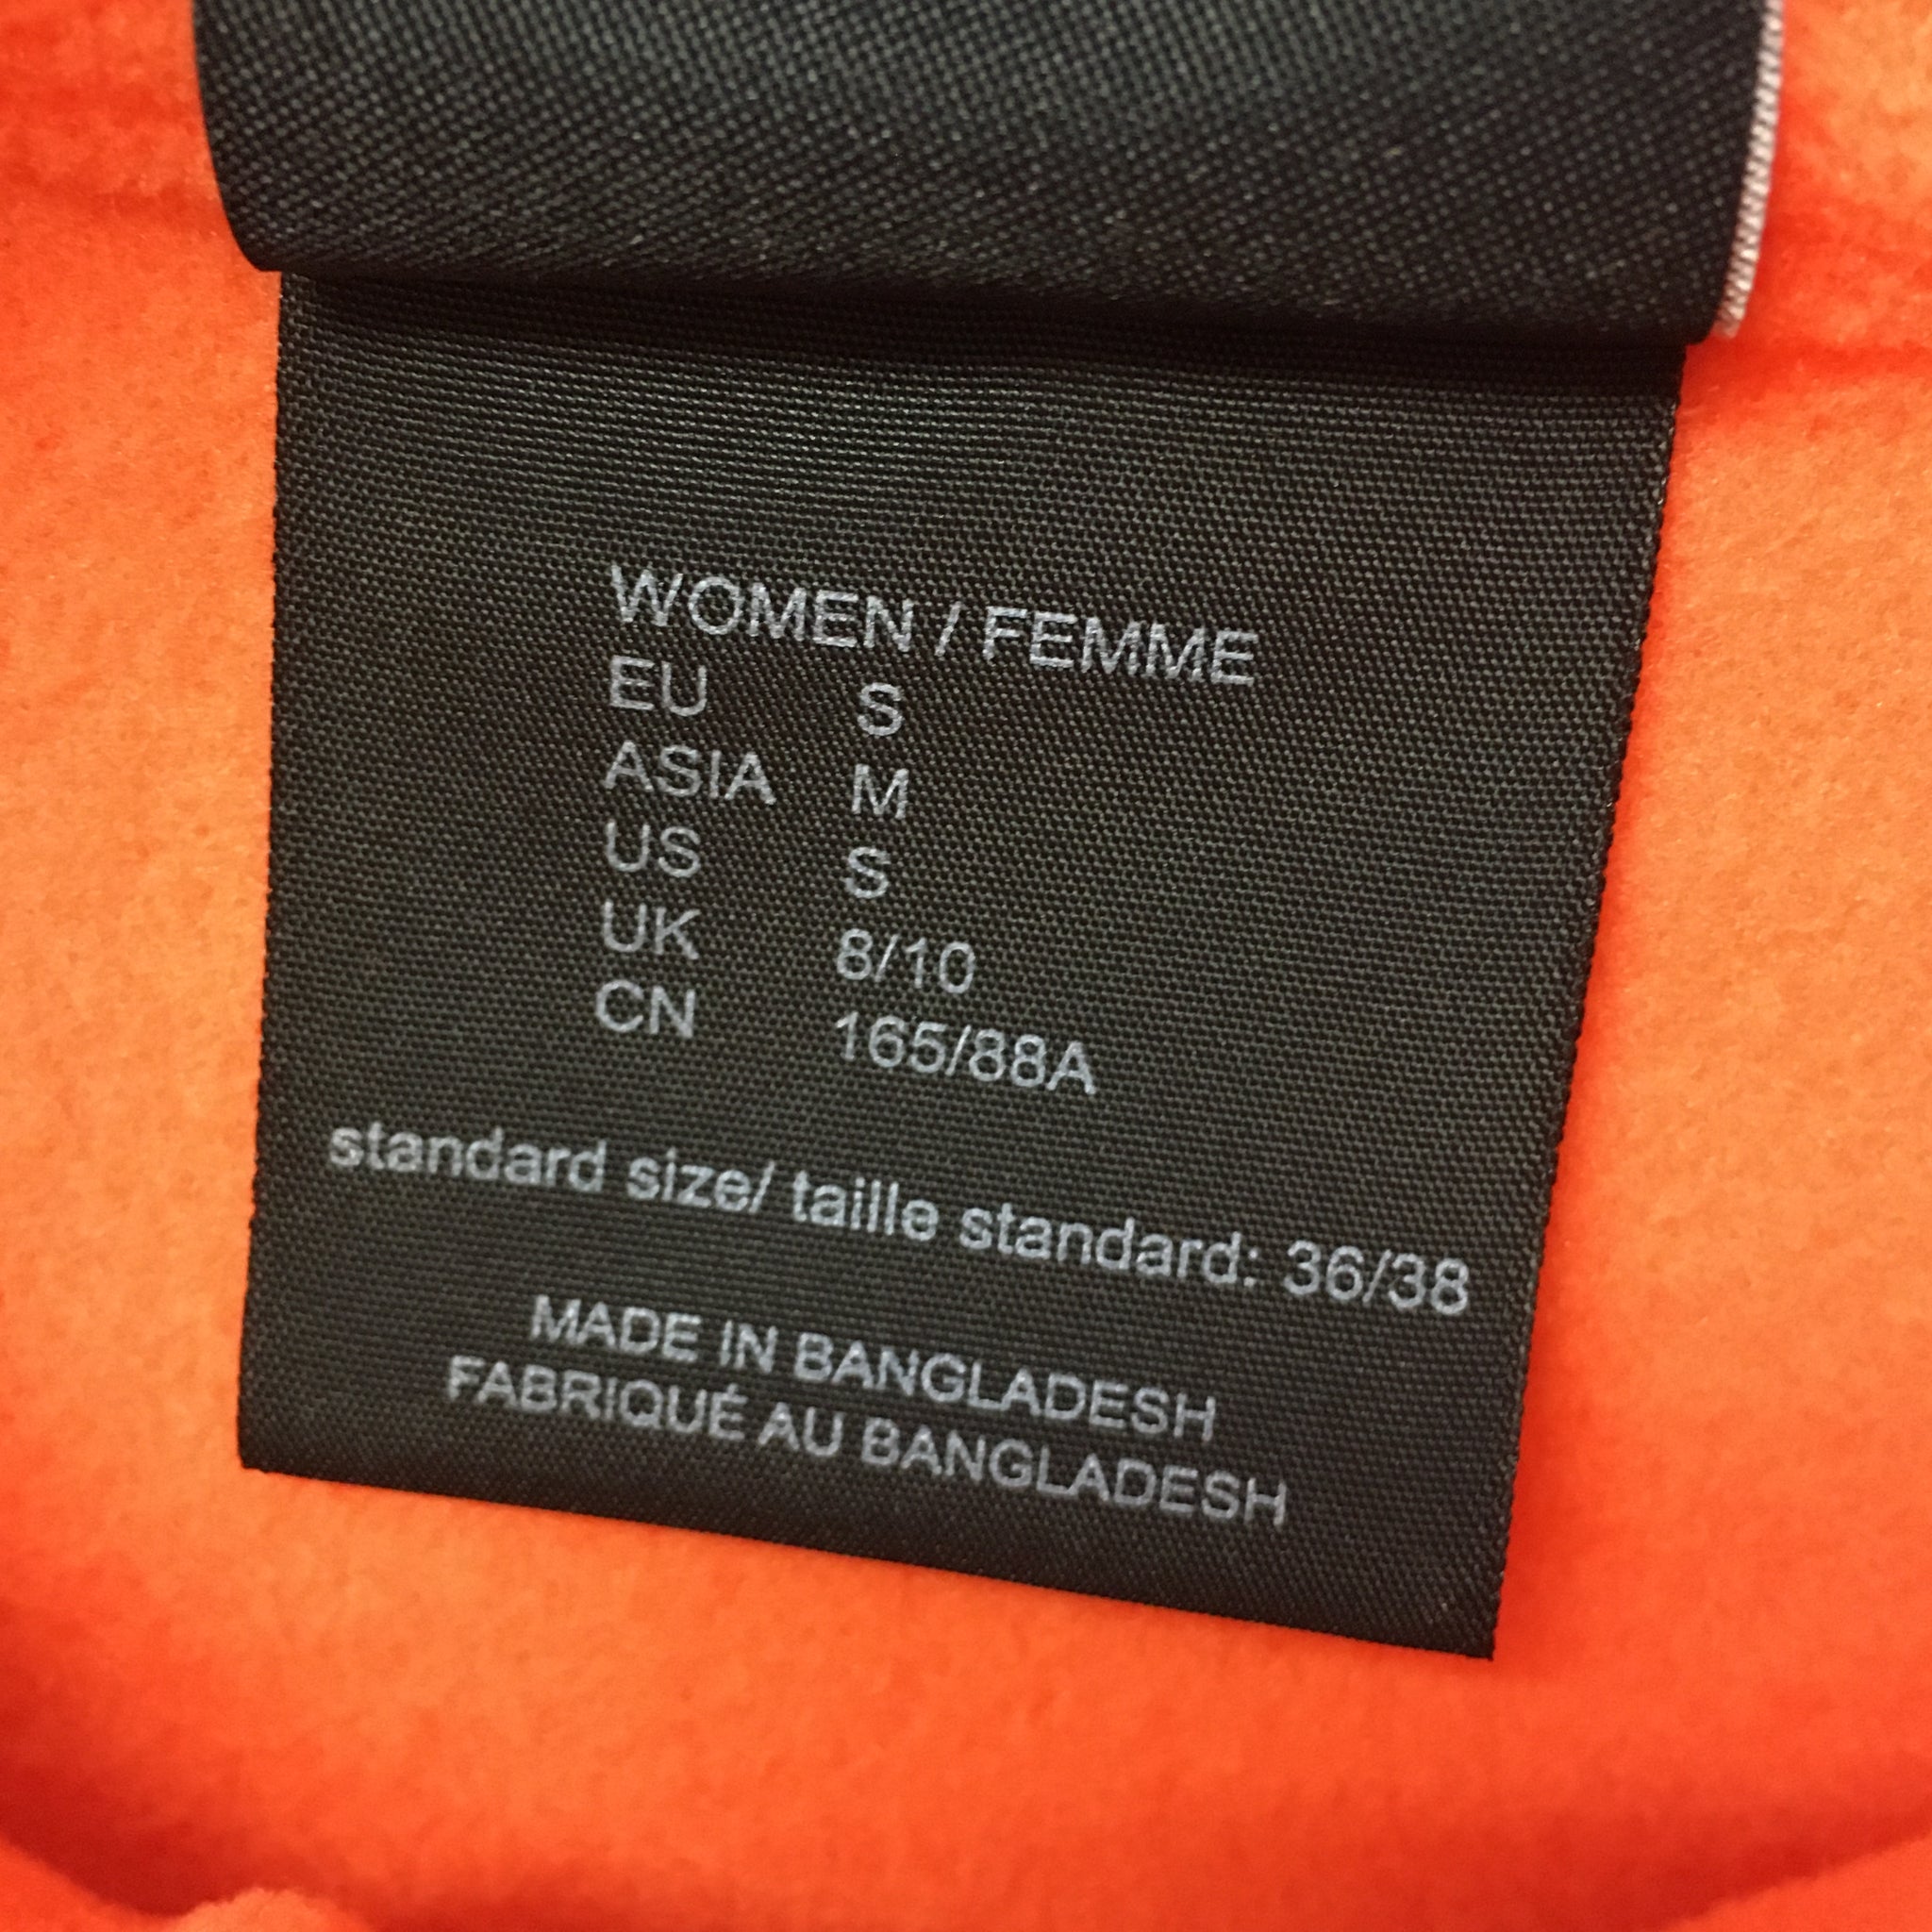 WOMEN / FEMME
EU S
ASIA M
US S
UK 8/10
CN 165/88A
standard size/ taille standard: 36/38
MADE IN BANGLADESH
FABRIQUÉ AU BANGLADESH